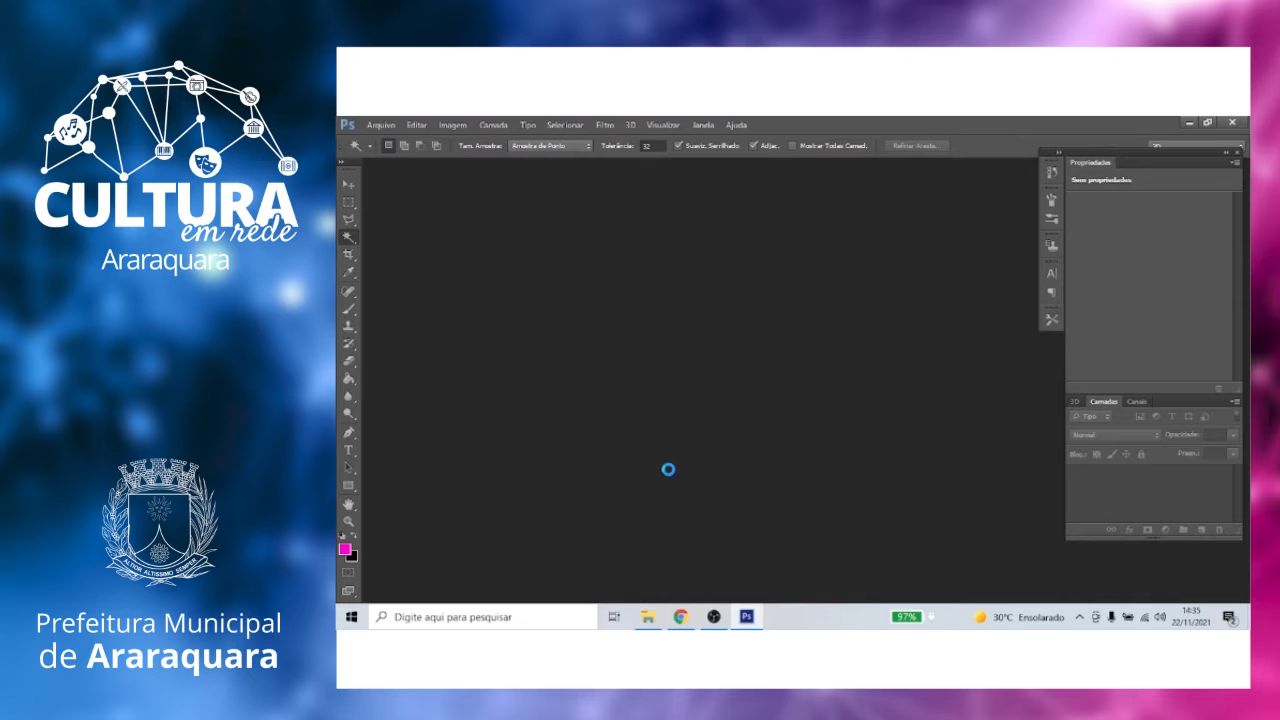 CULTURA
em rede
Araraquara
ALTIOR ALTISSIMO SEMPER
Prefeitura Municipal
de Araraquara
Ps Arquivo Editar Imagem Camada Tipo Selecionar Filtro 3D Visualizar Janela Ajuda
Tam. Amostra: Amostra de Ponto Tolerância: 32 Suaviz. Serrilhado Adjac. Mostrar Todas Camad. Refinar Aresta...
Propriedades
Sem propriedades
3D Camadas Canais
Tipo
Normal Opacidade:
Bloq.: Preen.:
Digite aqui para pesquisar
Ps
97%
30°C Ensolarado
14:35
22/11/2021
2